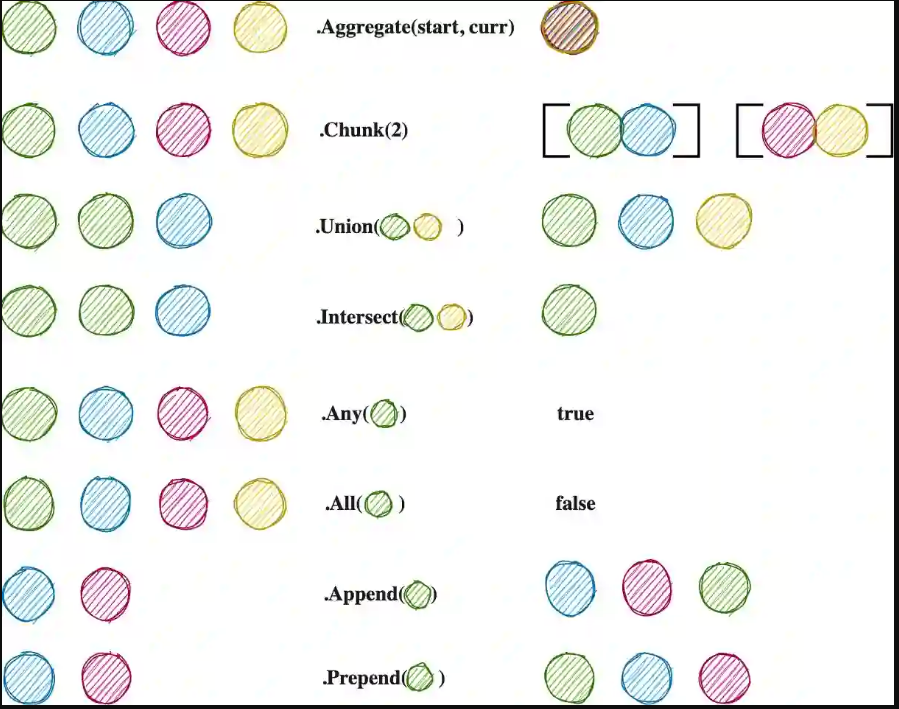 .Aggregate(start, curr)
.Chunk(2)
.Union( )
.Intersect( )
.Any( )
true
.All( )
false
.Append( )
.Prepend( )